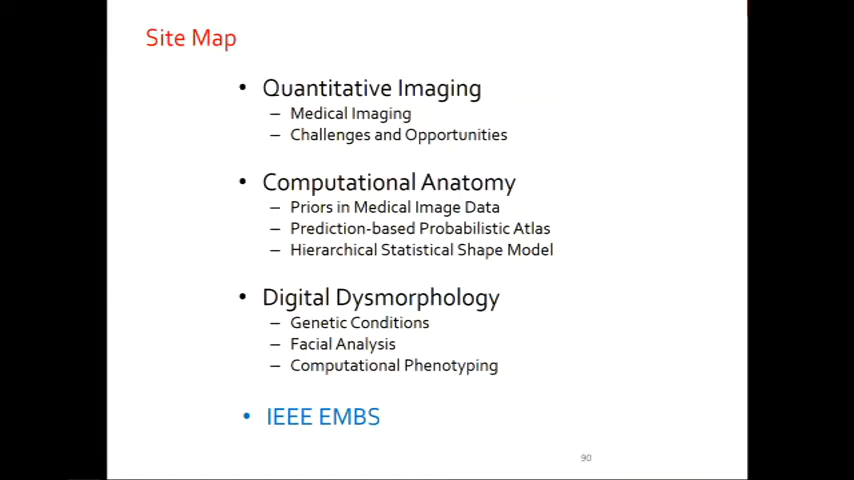 Site Map
• Quantitative Imaging
– Medical Imaging
– Challenges and Opportunities
• Computational Anatomy
– Priors in Medical Image Data
– Prediction-based Probabilistic Atlas
– Hierarchical Statistical Shape Model
• Digital Dysmorphology
– Genetic Conditions
– Facial Analysis
– Computational Phenotyping
• IEEE EMBS
90